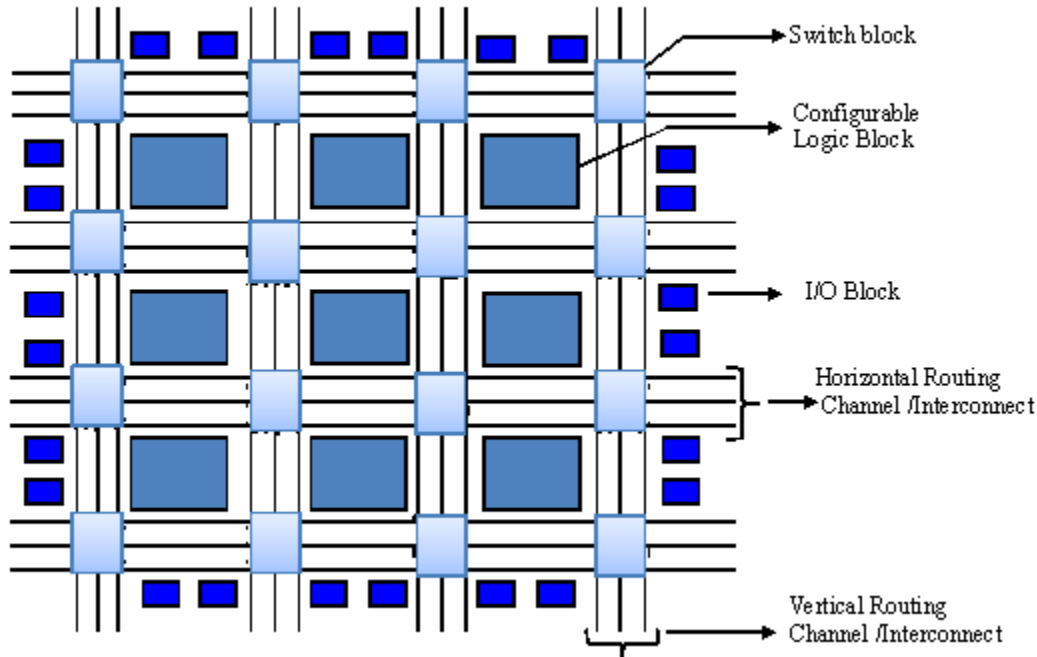 Switch block
Configurable
Logic Block
I/O Block
Horizontal Routing
Channel /Interconnect
Vertical Routing
Channel /Interconnect